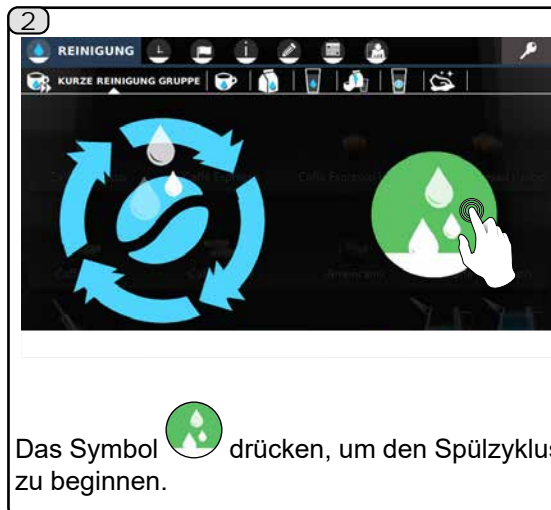 2)
REINIGUNG
KURZE REINIGUNG GRUPPE
Das Symbol drücken, um den Spülzyklus
zu beginnen.